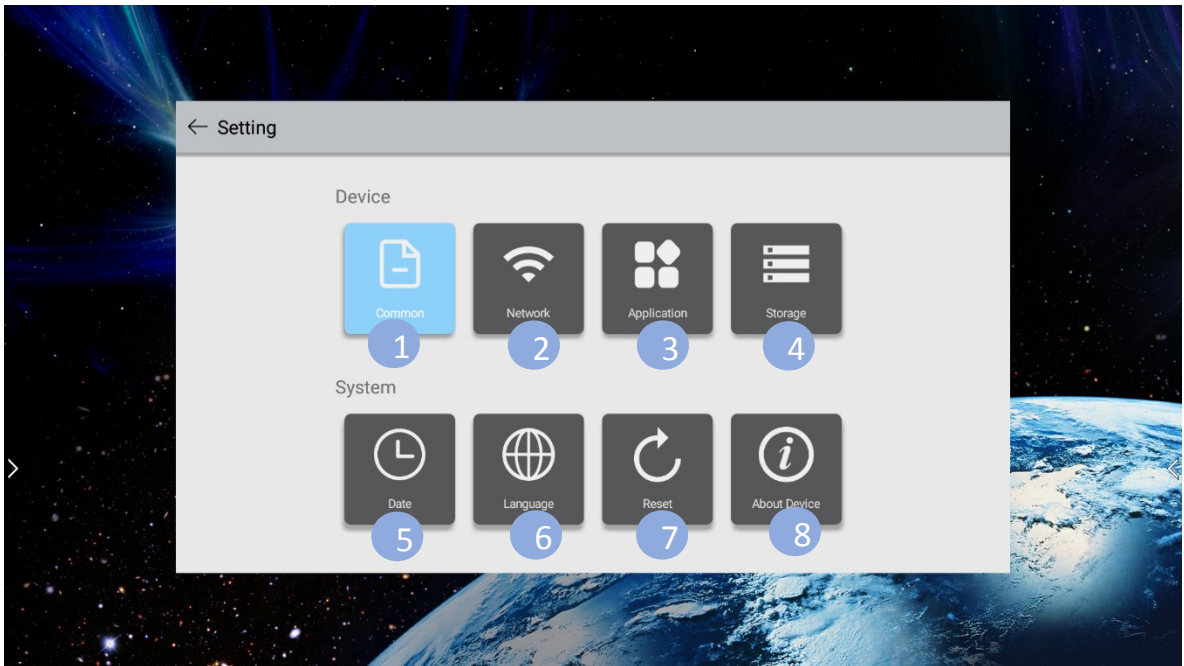 Setting
Device
Common Network Application Storage
1 2 3 4
System
Date Language Reset About Device
5 6 7 8